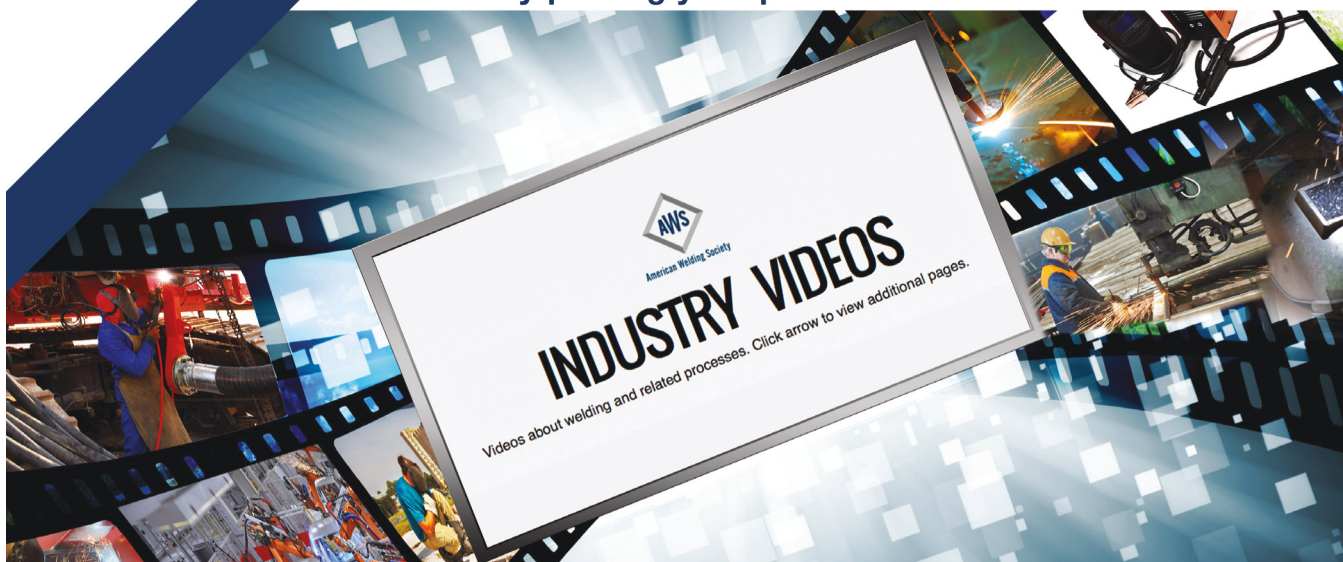 AWS
American Welding Society
INDUSTRY VIDEOS
Videos about welding and related processes. Click arrow to view additional pages.